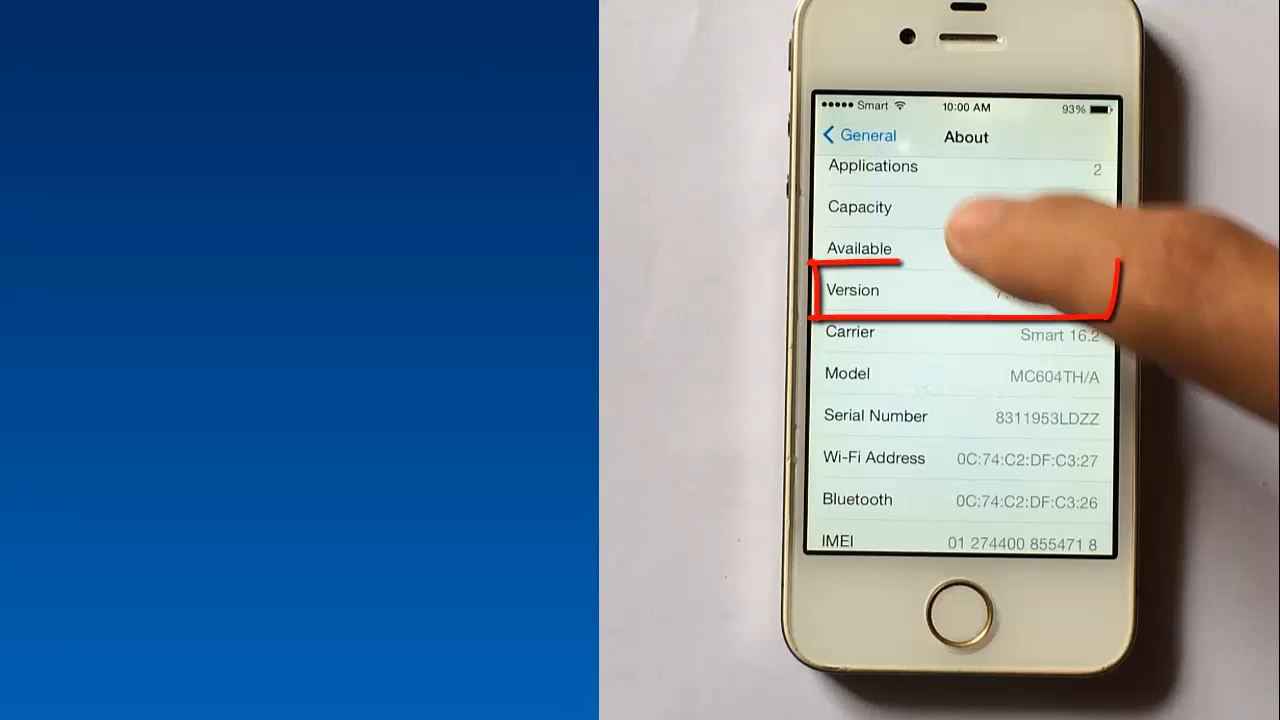 Smart 10:00 AM 93%
General About
Applications 2
Capacity
Available
Version
Carrier Smart 16.2
Model MC604TH/A
Serial Number 8311953LDZZ
Wi-Fi Address 0C:74:C2:DF:C3:27
Bluetooth 0C:74:C2:DF:C3:26
IMEI 01 274400 855471 8